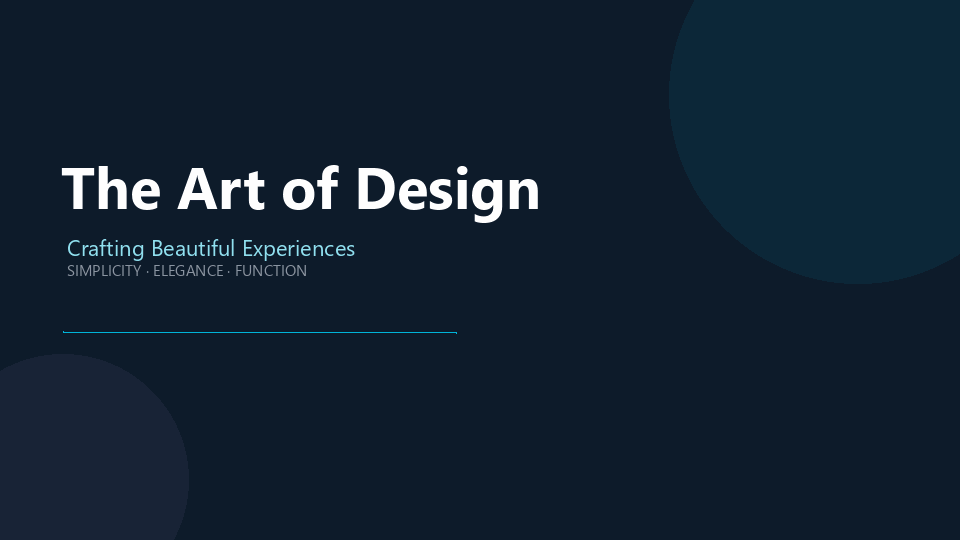 The Art of Design
Crafting Beautiful Experiences
SIMPLICITY · ELEGANCE · FUNCTION